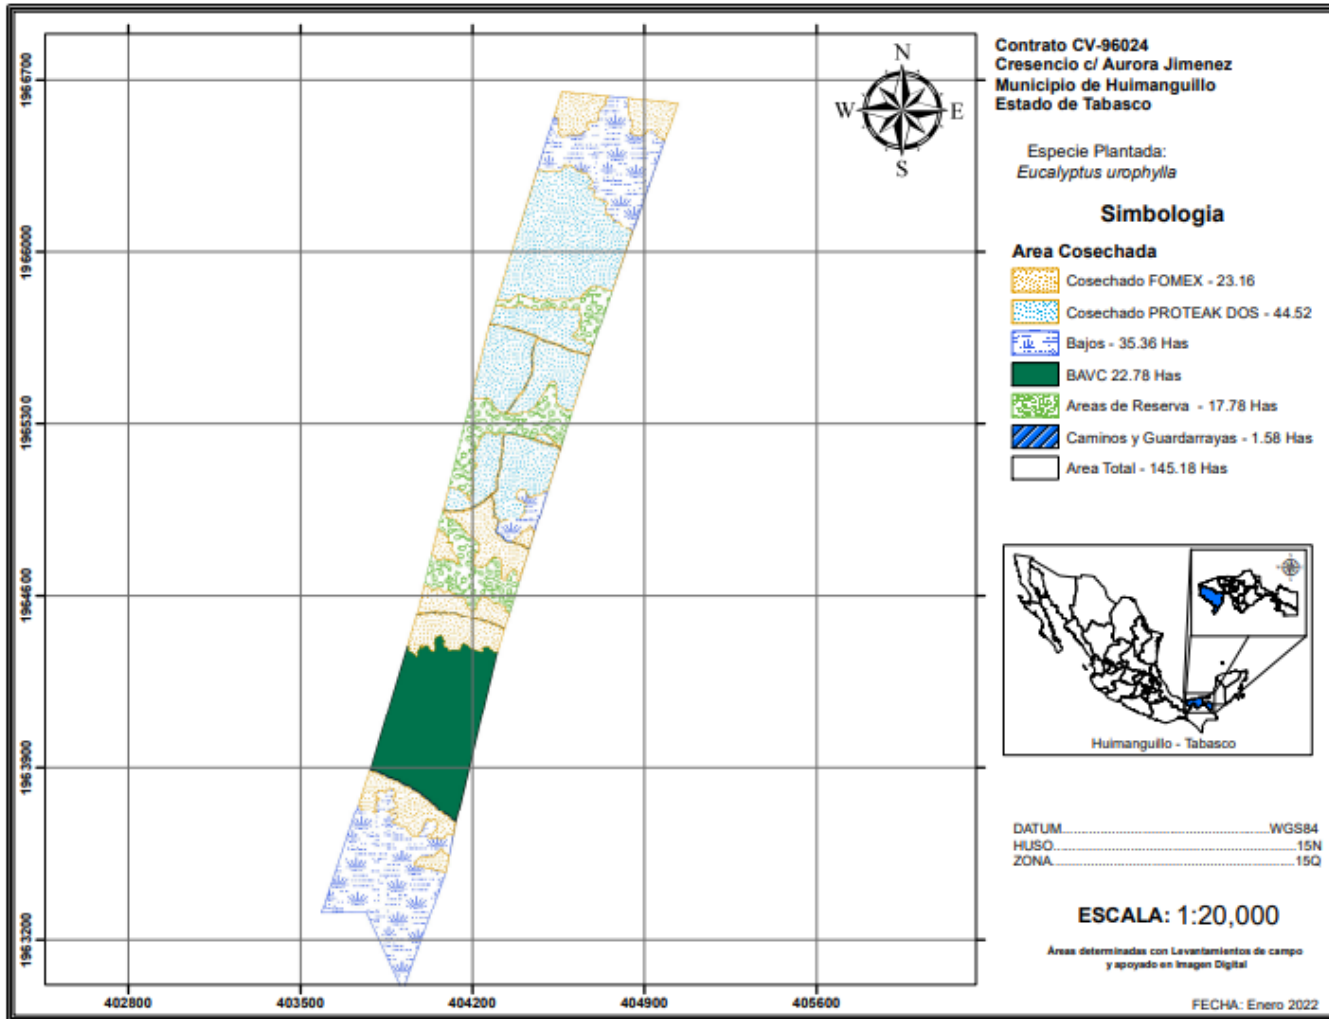 Contrato CV-96024
Cresencio c/ Aurora Jimenez
Municipio de Huimanguillo
Estado de Tabasco
Especie Plantada:
Eucalyptus urophylla
Simbologia
Area Cosechada
Cosechado FOMEX - 23.16
Cosechado PROTEAK DOS - 44.52
Bajos - 35.36 Has
BAVC 22.78 Has
Areas de Reserva - 17.78 Has
Caminos y Guardarrayas - 1.58 Has
Area Total - 145.18 Has
N
W
E
S
1966700
1966000
1965300
1964600
1963900
1963200
402800
403500
404200
404900
405600
Huimanguillo - Tabasco
DATUM WGS84
HUSO 15N
ZONA 15Q
ESCALA: 1:20,000
Áreas determinadas con Levantamientos de campo
y apoyado en Imagen Digital
FECHA: Enero 2022